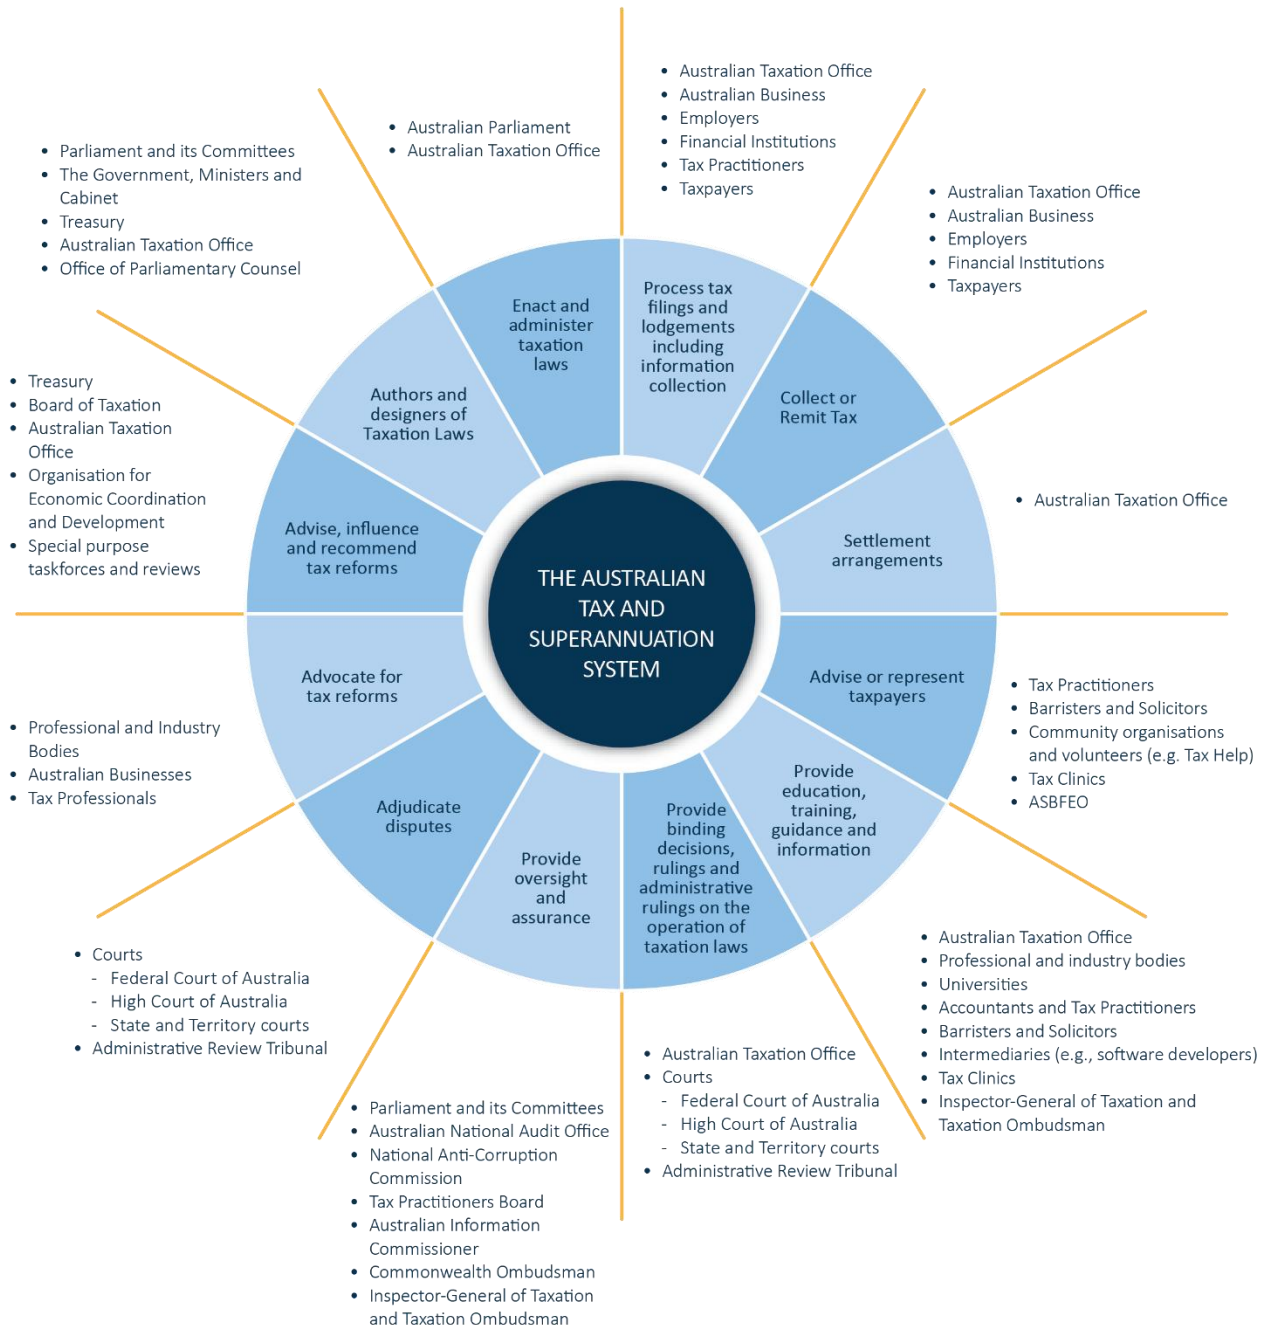 THE AUSTRALIAN
TAX AND
SUPERANNUATION
SYSTEM
Process tax
filings and
lodgements
including
information
collection
• Australian Taxation Office
• Australian Business
• Employers
• Financial Institutions
• Tax Practitioners
• Taxpayers
Collect or
Remit Tax
• Australian Taxation Office
• Australian Business
• Employers
• Financial Institutions
• Taxpayers
Settlement
arrangements
• Australian Taxation Office
Advise or represent
taxpayers
• Tax Practitioners
• Barristers and Solicitors
• Community organisations
and volunteers (e.g. Tax Help)
• Tax Clinics
• ASBFEO
Provide
education,
training,
guidance and
information
• Australian Taxation Office
• Professional and industry bodies
• Universities
• Accountants and Tax Practitioners
• Barristers and Solicitors
• Intermediaries (e.g., software developers)
• Tax Clinics
• Inspector-General of Taxation and
Taxation Ombudsman
Provide
binding
decisions,
rulings and
administrative
rulings on the
operation of
taxation laws
• Australian Taxation Office
• Courts
- Federal Court of Australia
- High Court of Australia
- State and Territory courts
• Administrative Review Tribunal
Provide
oversight
and
assurance
• Parliament and its Committees
• Australian National Audit Office
• National Anti-Corruption
Commission
• Tax Practitioners Board
• Australian Information
Commissioner
• Commonwealth Ombudsman
• Inspector-General of Taxation
and Taxation Ombudsman
Adjudicate
disputes
• Courts
- Federal Court of Australia
- High Court of Australia
- State and Territory courts
• Administrative Review Tribunal
Advocate for
tax reforms
• Professional and Industry
Bodies
• Australian Businesses
• Tax Professionals
Advise, influence
and recommend
tax reforms
• Treasury
• Board of Taxation
• Australian Taxation
Office
• Organisation for
Economic Coordination
and Development
• Special purpose
taskforces and reviews
Authors and
designers of
Taxation Laws
• Parliament and its Committees
• The Government, Ministers and
Cabinet
• Treasury
• Australian Taxation Office
• Office of Parliamentary Counsel
Enact and
administer
taxation
laws
• Australian Parliament
• Australian Taxation Office